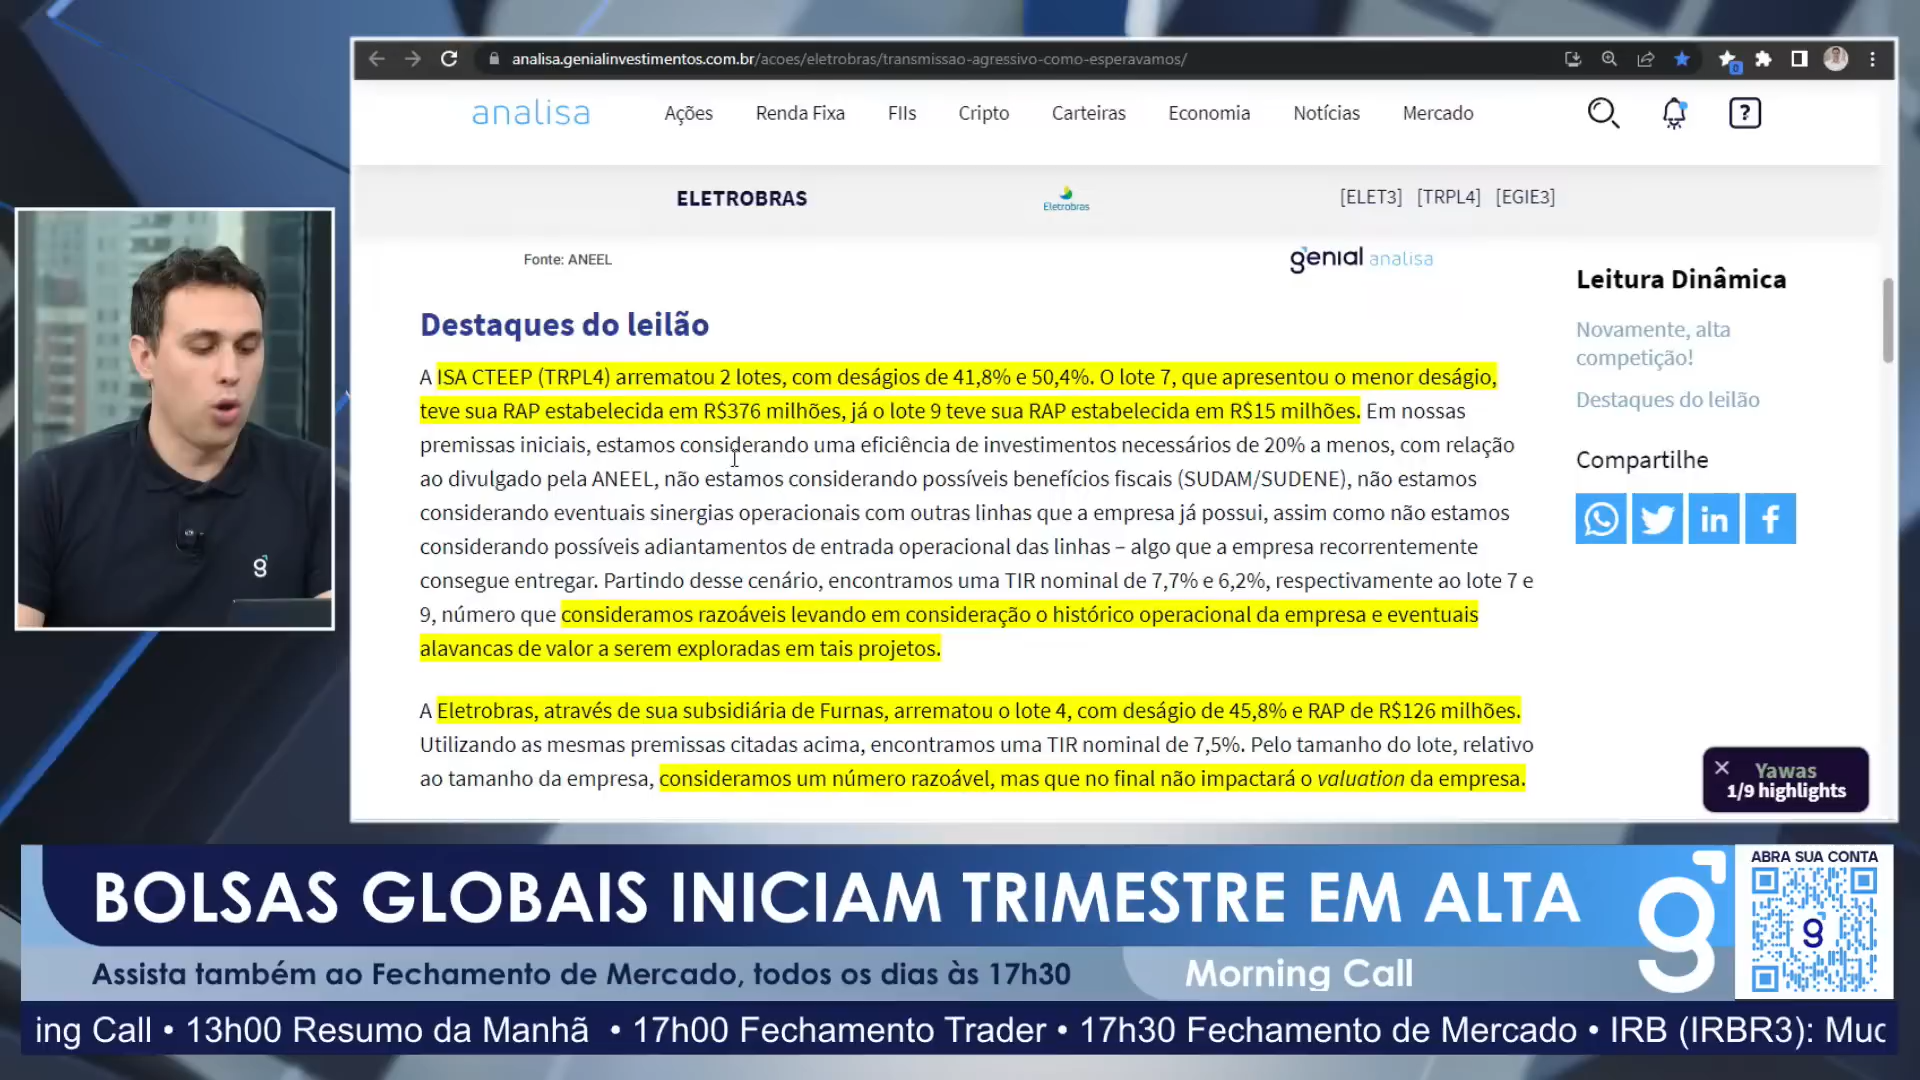 analisa.genialinvestimentos.com.br/acoes/eletrobras/transmissao-agressivo-como-esperavamos/
analisa
Ações
Renda Fixa
FIIs
Cripto
Carteiras
Economia
Notícias
Mercado
?
ELETROBRAS
Eletrobras
[ELET3] [TRPL4] [EGIE3]
Fonte: ANEEL
genial analisa
Destaques do leilão
A ISA CTEEP (TRPL4) arrematou 2 lotes, com deságios de 41,8% e 50,4%. O lote 7, que apresentou o menor deságio,
teve sua RAP estabelecida em R$376 milhões, já o lote 9 teve sua RAP estabelecida em R$15 milhões. Em nossas
premissas iniciais, estamos considerando uma eficiência de investimentos necessários de 20% a menos, com relação
ao divulgado pela ANEEL, não estamos considerando possíveis benefícios fiscais (SUDAM/SUDENE), não estamos
considerando eventuais sinergias operacionais com outras linhas que a empresa já possui, assim como não estamos
considerando possíveis adiantamentos de entrada operacional das linhas – algo que a empresa recorrentemente
consegue entregar. Partindo desse cenário, encontramos uma TIR nominal de 7,7% e 6,2%, respectivamente ao lote 7 e
9, número que consideramos razoáveis levando em consideração o histórico operacional da empresa e eventuais
alavancas de valor a serem exploradas em tais projetos.
A Eletrobras, através de sua subsidiária de Furnas, arrematou o lote 4, com deságio de 45,8% e RAP de R$126 milhões.
Utilizando as mesmas premissas citadas acima, encontramos uma TIR nominal de 7,5%. Pelo tamanho do lote, relativo
ao tamanho da empresa, consideramos um número razoável, mas que no final não impactará o valuation da empresa.
Leitura Dinâmica
Novamente, alta
competição!
Destaques do leilão
Compartilhe
Yawas
1/9 highlights
BOLSAS GLOBAIS INICIAM TRIMESTRE EM ALTA
ABRA SUA CONTA
Assista também ao Fechamento de Mercado, todos os dias às 17h30
Morning Call
ing Call • 13h00 Resumo da Manhã • 17h00 Fechamento Trader • 17h30 Fechamento de Mercado • IRB (IRBR3): Muc